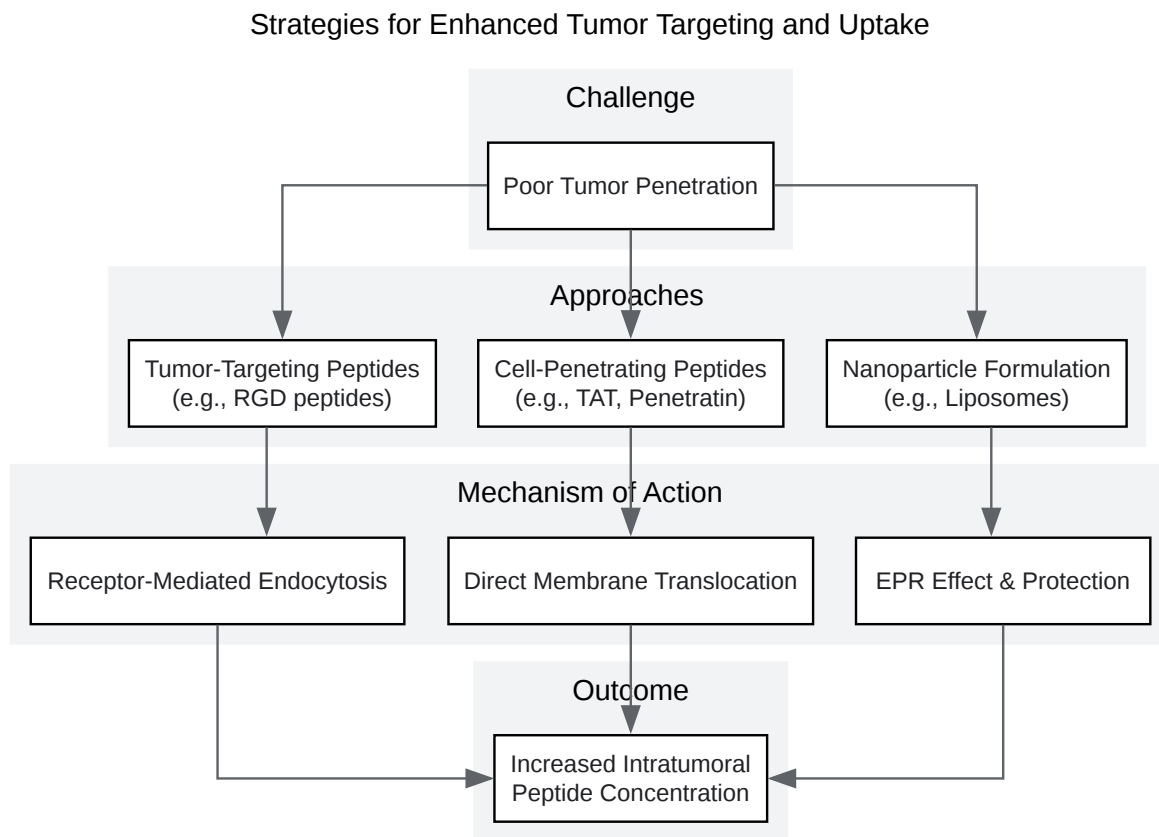 Strategies for Enhanced Tumor Targeting and Uptake
Challenge
Poor Tumor Penetration
Approaches
Tumor-Targeting Peptides
(e.g., RGD peptides)
Cell-Penetrating Peptides
(e.g., TAT, Penetratin)
Nanoparticle Formulation
(e.g., Liposomes)
Mechanism of Action
Receptor-Mediated Endocytosis
Direct Membrane Translocation
EPR Effect & Protection
Outcome
Increased Intratumoral
Peptide Concentration